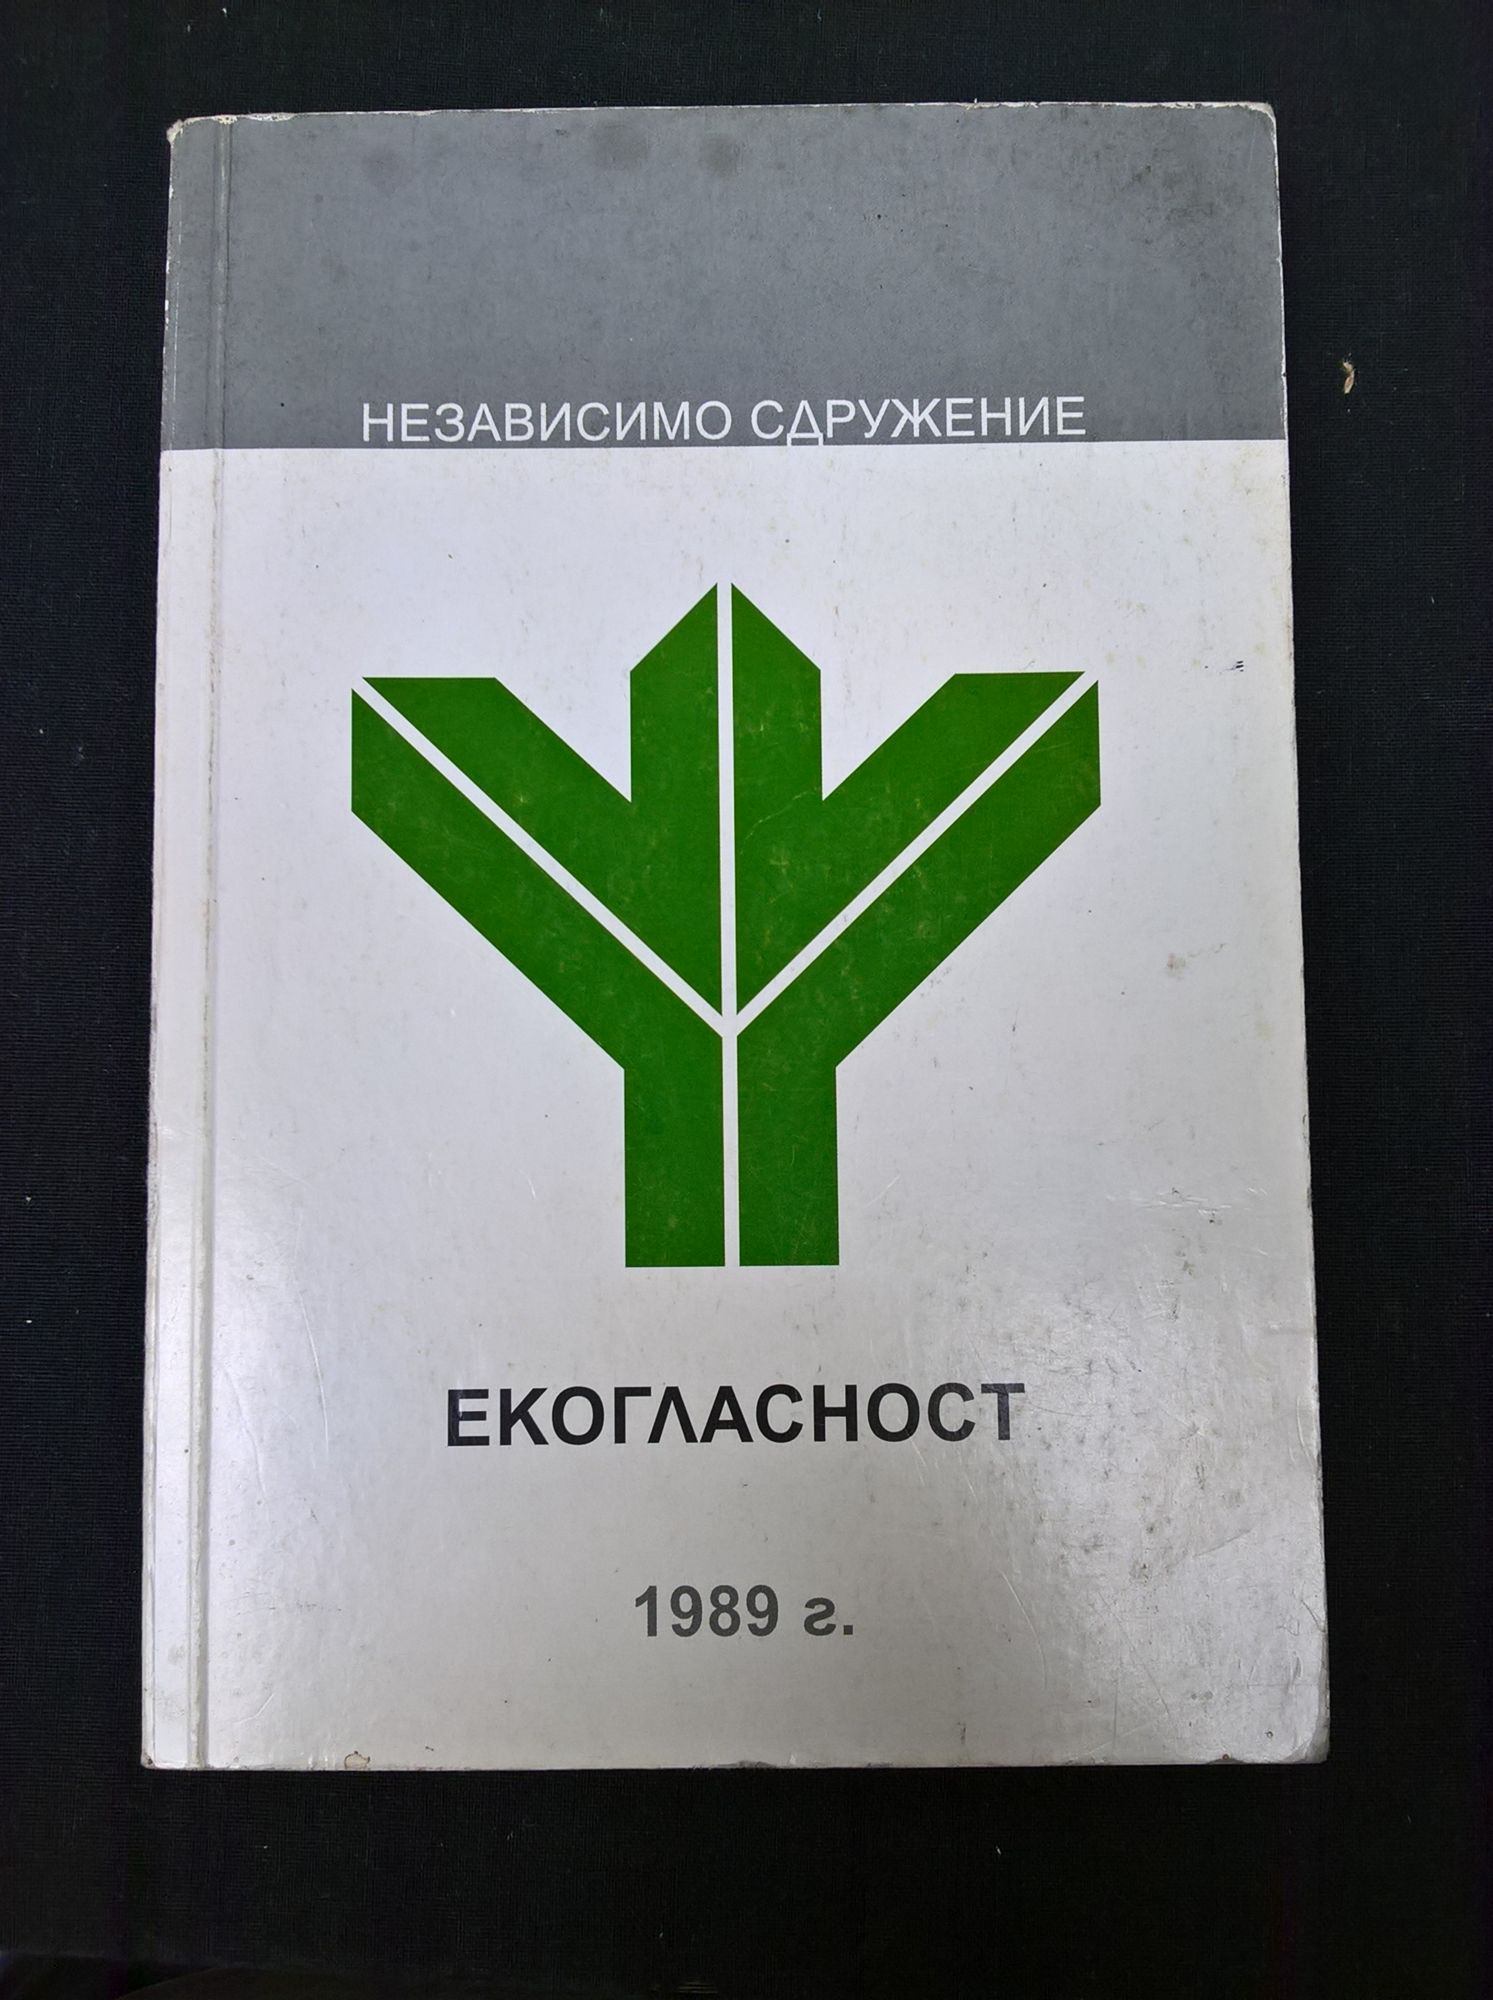 НЕЗАВИСИМО СДРУЖЕНИЕ
ЕКОГЛАСНОСТ
1989 г.